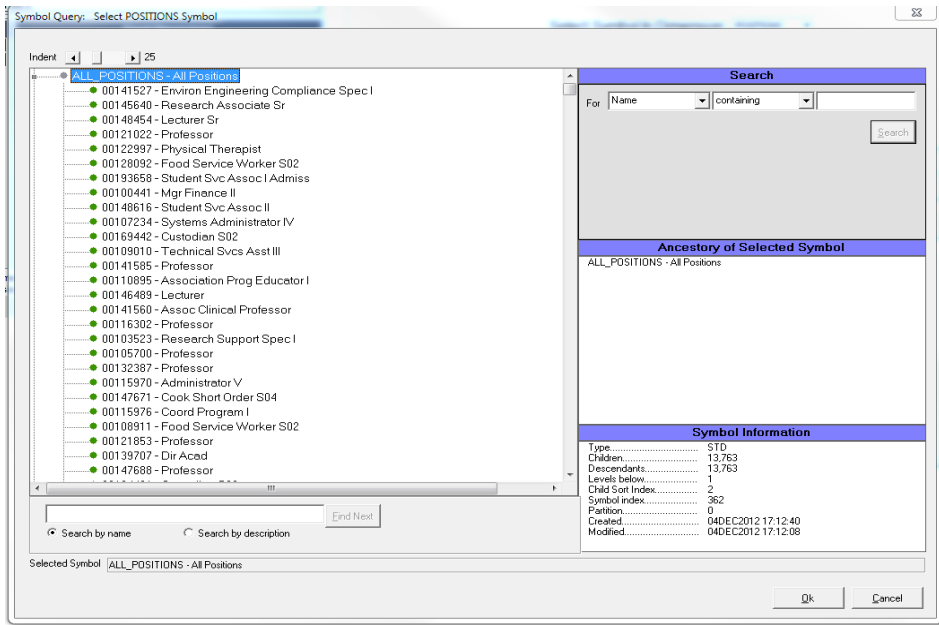 Symbol Query: Select POSITIONS Symbol
Indent 25
ALL_POSITIONS - All Positions
00141527 - Environ Engineering Compliance Spec I
00145640 - Research Associate Sr
00148454 - Lecturer Sr
00121022 - Professor
00122997 - Physical Therapist
00128092 - Food Service Worker S02
00193658 - Student Svc Assoc I Admiss
00100441 - Mgr Finance II
00148616 - Student Svc Assoc II
00107234 - Systems Administrator IV
00169442 - Custodian S02
00109010 - Technical Svcs Asst III
00141585 - Professor
00110895 - Association Prog Educator I
00146489 - Lecturer
00141560 - Assoc Clinical Professor
00116302 - Professor
00103523 - Research Support Spec I
00105700 - Professor
00132387 - Professor
00115970 - Administrator V
00147671 - Cook Short Order S04
00115976 - Coord Program I
00108911 - Food Service Worker S02
00121853 - Professor
00139707 - Dir Acad
00147688 - Professor
Find Next
Search by name Search by description
Search
For Name containing
Search
Ancestory of Selected Symbol
ALL_POSITIONS - All Positions
Symbol Information
Type................................ STD
Children.......................... 13,763
Descendants.................... 13,763
Levels below................... 1
Child Sort Index............... 2
Symbol index................... 362
Partition........................... 0
Created........................... 04DEC2012 17:12:40
Modified.......................... 04DEC2012 17:12:08
Selected Symbol ALL_POSITIONS - All Positions
Ok Cancel